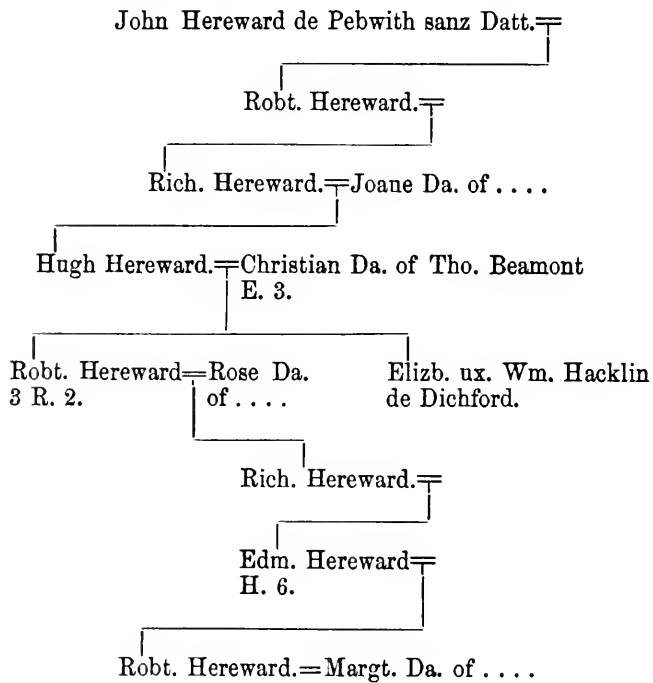 John Hereward de Pebwith sanz Datt.=
Robt. Hereward.=
Rich. Hereward.=Joane Da. of . . . .
Hugh Hereward.=Christian Da. of Tho. Beamont
E. 3.
Robt. Hereward=Rose Da.
3 R. 2.
of . . . .
Elizb. ux. Wm. Hacklin
de Dichford.
Rich. Hereward.=
Edm. Hereward=
H. 6.
Robt. Hereward.=Margt. Da. of . . . .